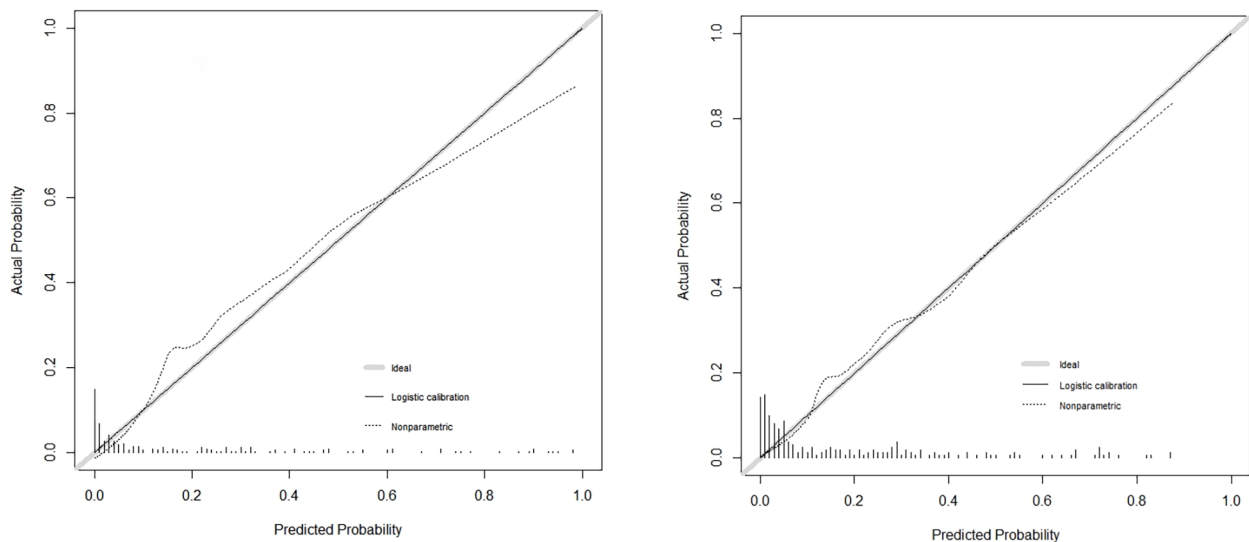 1.0
0.8
0.6
0.4
0.2
0.0
Actual Probability
Ideal
Logistic calibration
Nonparametric
0.0 0.2 0.4 0.6 0.8 1.0
Predicted Probability
1.0
0.8
0.6
0.4
0.2
0.0
Actual Probability
Ideal
Logistic calibration
Nonparametric
0.0 0.2 0.4 0.6 0.8 1.0
Predicted Probability